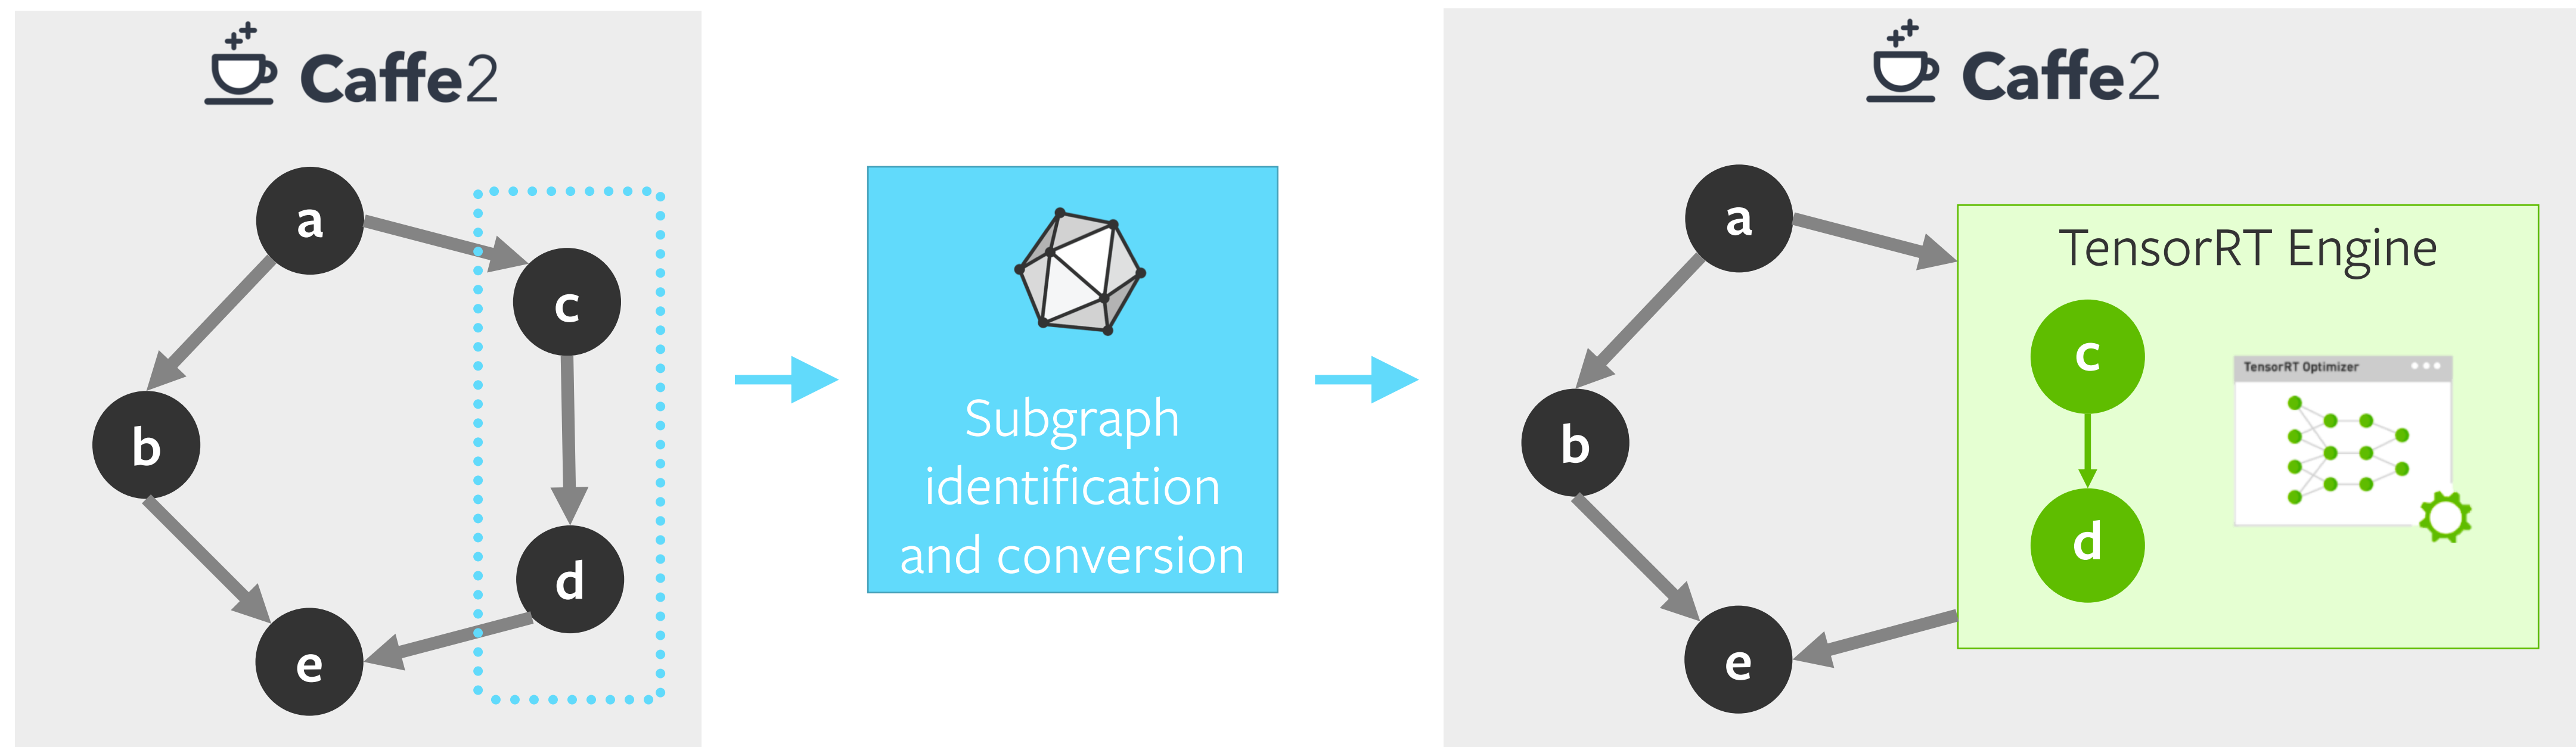 Caffe2
a
c
b
d
e
Subgraph
identification
and conversion
Caffe2
a
TensorRT Engine
c
TensorRT Optimizer
b
d
e